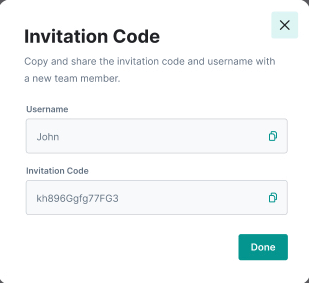 Invitation Code
Copy and share the invitation code and username with
a new team member.
Username
John
Invitation Code
kh896Ggfg77FG3
Done